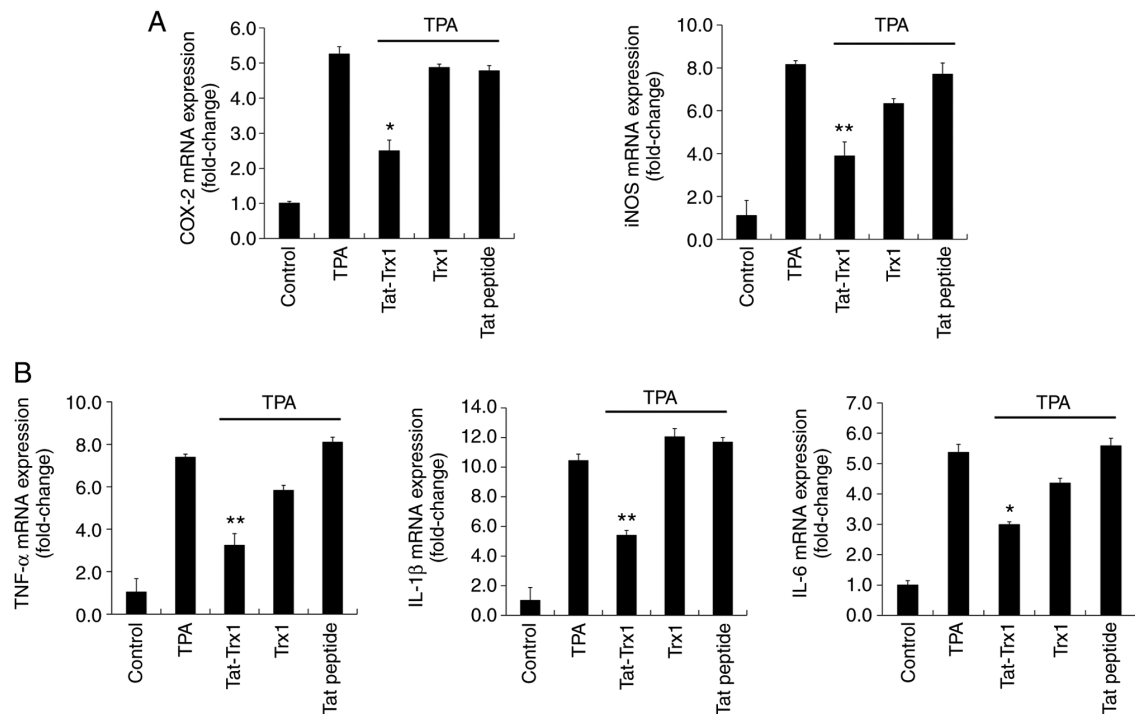 A
COX-2 mRNA expression
(fold-change)
6.0
5.0
4.0
3.0
2.0
1.0
0.0
TPA
*
Control
TPA
Tat-Trx1
Trx1
Tat peptide
iNOS mRNA expression
(fold-change)
10.0
8.0
6.0
4.0
2.0
0.0
TPA
**
Control
TPA
Tat-Trx1
Trx1
Tat peptide
B
TNF-α mRNA expression
(fold-change)
10.0
8.0
6.0
4.0
2.0
0.0
TPA
**
Control
TPA
Tat-Trx1
Trx1
Tat peptide
IL-1β mRNA expression
(fold-change)
14.0
12.0
10.0
8.0
6.0
4.0
2.0
0.0
TPA
**
Control
TPA
Tat-Trx1
Trx1
Tat peptide
IL-6 mRNA expression
(fold-change)
7.0
6.0
5.0
4.0
3.0
2.0
1.0
0.0
TPA
*
Control
TPA
Tat-Trx1
Trx1
Tat peptide